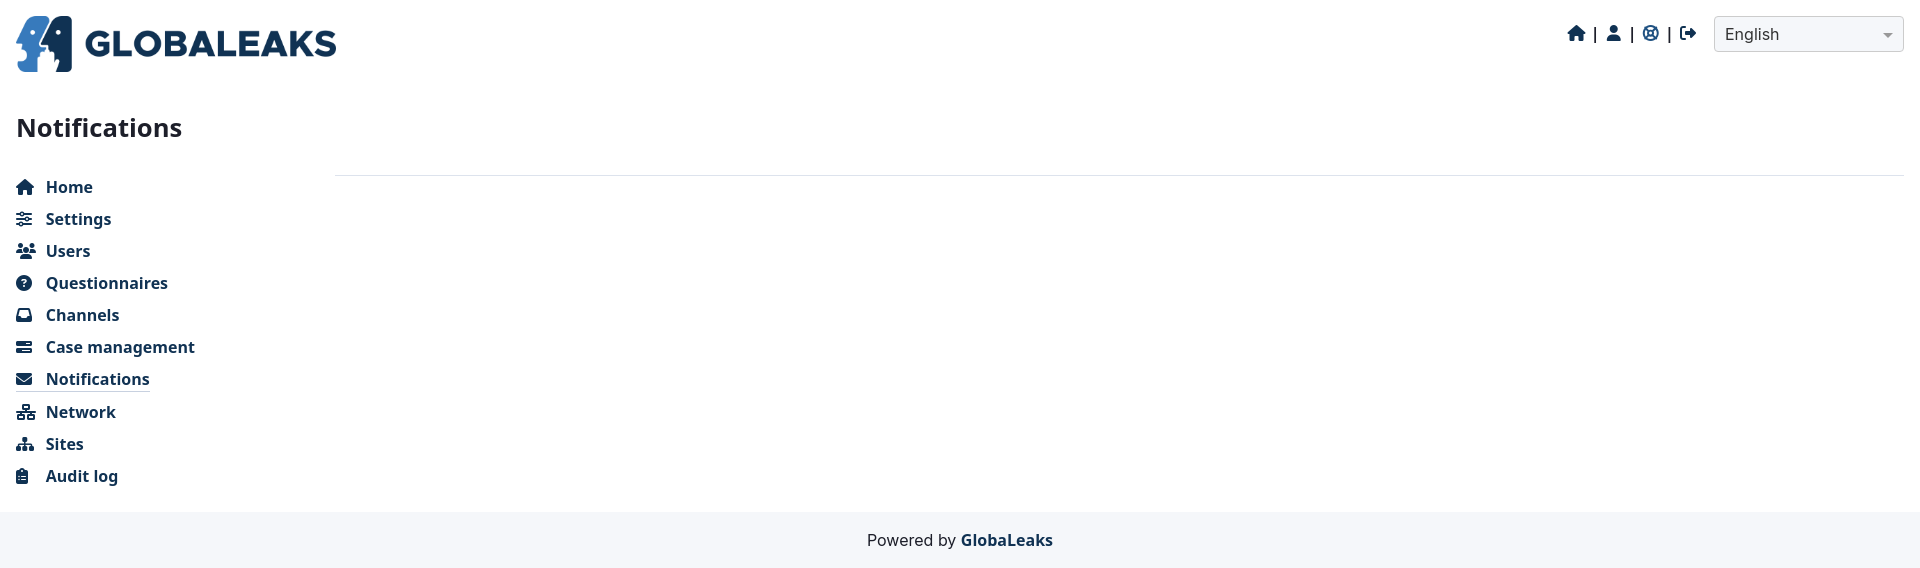 GLOBALEAKS
| | | English
Notifications
Home
Settings
Users
Questionnaires
Channels
Case management
Notifications
Network
Sites
Audit log
Powered by GlobaLeaks